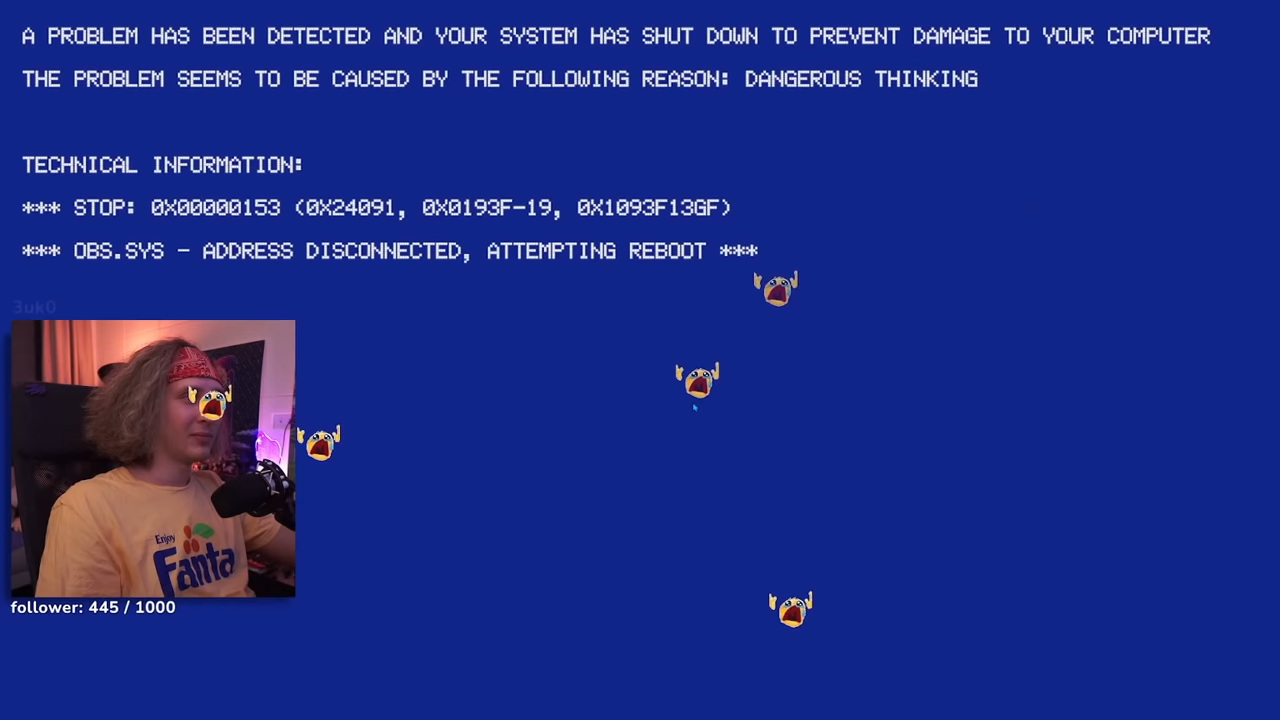 A PROBLEM HAS BEEN DETECTED AND YOUR SYSTEM HAS SHUT DOWN TO PREVENT DAMAGE TO YOUR COMPUTER
THE PROBLEM SEEMS TO BE CAUSED BY THE FOLLOWING REASON: DANGEROUS THINKING
TECHNICAL INFORMATION:
*** STOP: 0X00000153 (0X24091, 0X0193F-19, 0X1093F13GF)
*** OBS.SYS - ADDRESS DISCONNECTED, ATTEMPTING REBOOT ***
3uk0
Enjoy
Fanta
follower: 445 / 1000